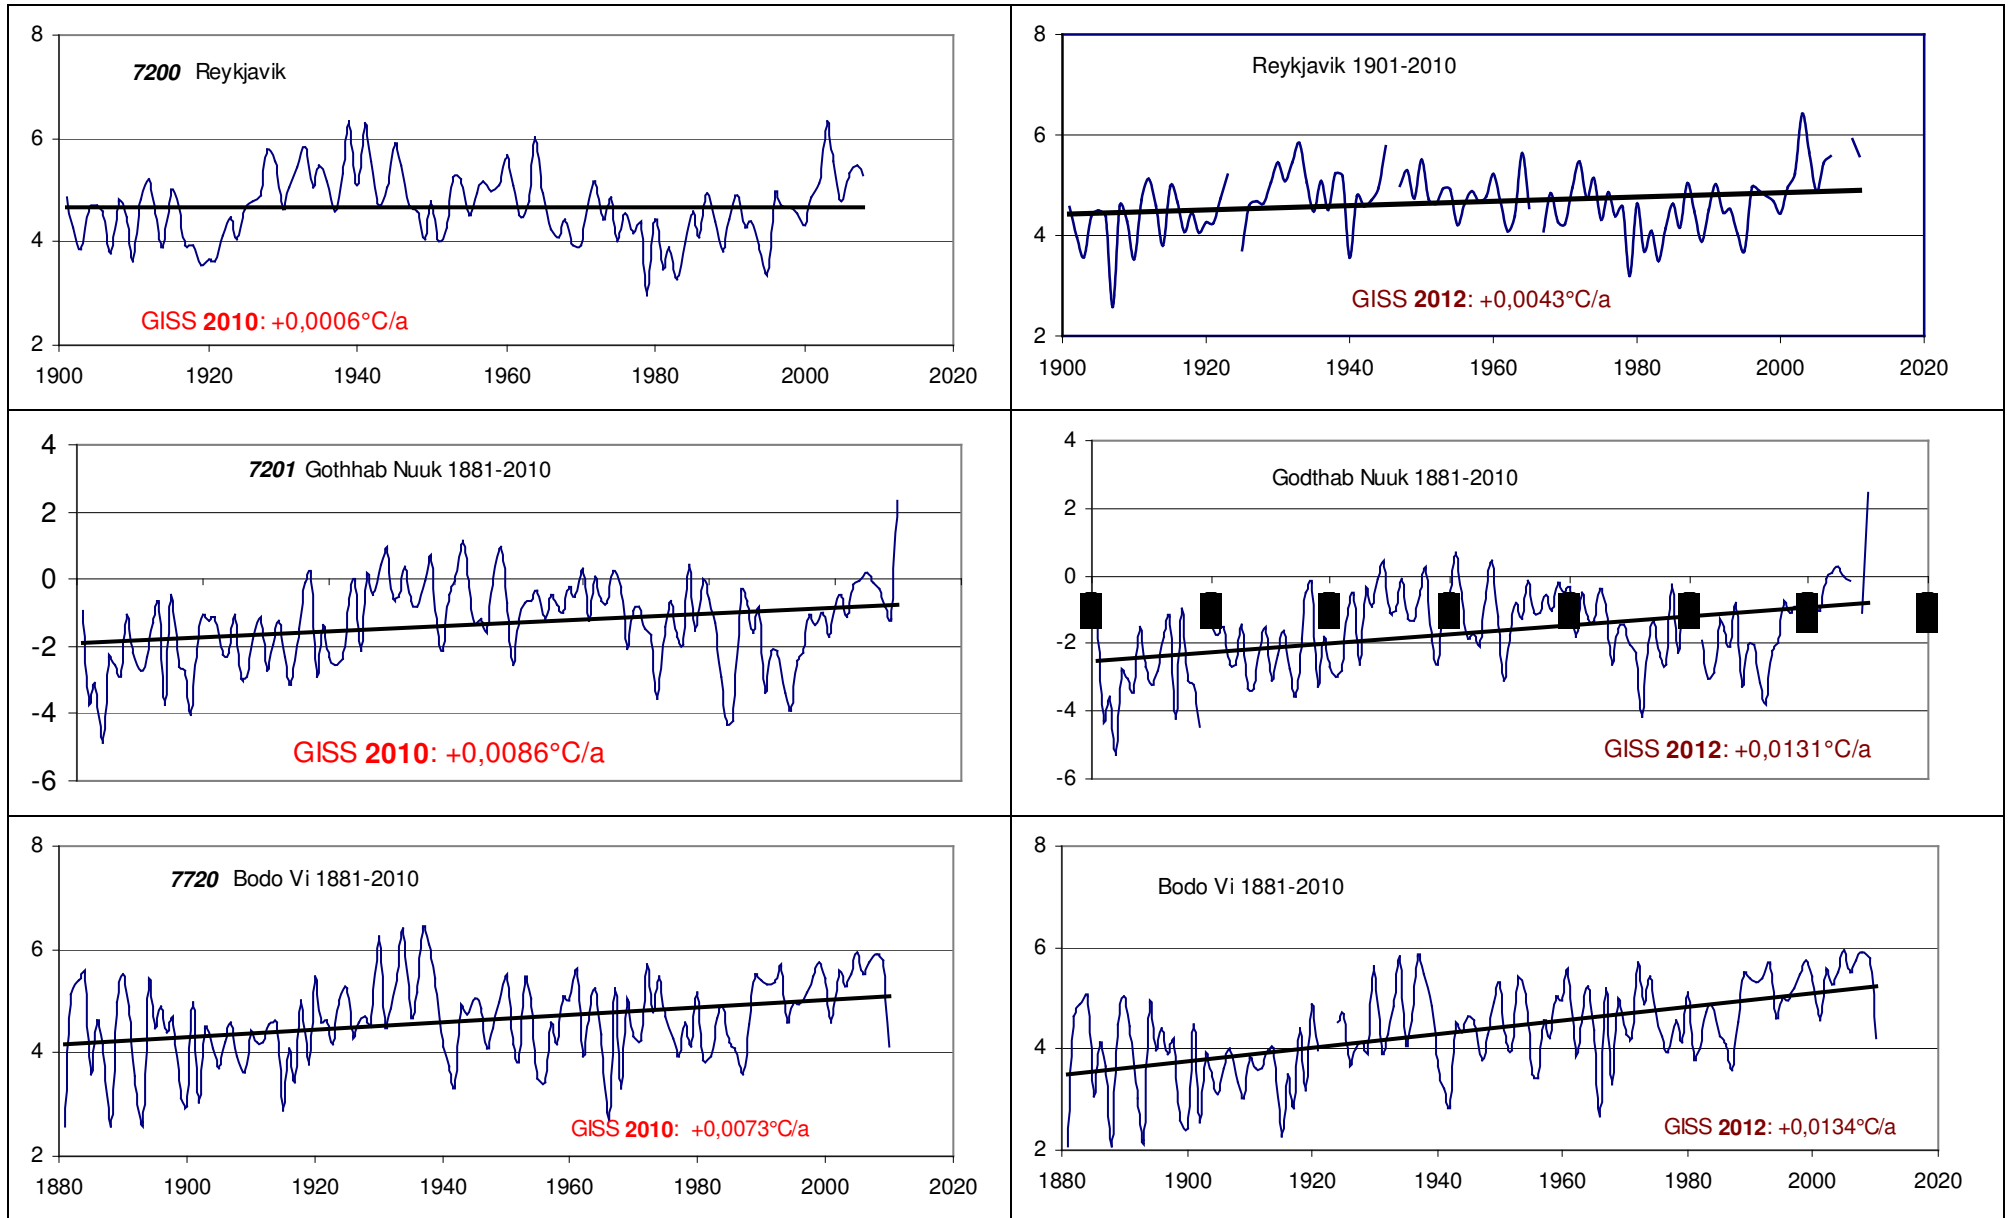 8
7200 Reykjavik
6
4
GISS 2010: +0,0006°C/a
2
1900 1920 1940 1960 1980 2000 2020
8
Reykjavik 1901-2010
6
4
GISS 2012: +0,0043°C/a
2
1900 1920 1940 1960 1980 2000 2020
4
7201 Gothhab Nuuk 1881-2010
2
0
-2
-4
GISS 2010: +0,0086°C/a
-6
4
Godthab Nuuk 1881-2010
2
0
-2
-4
GISS 2012: +0,0131°C/a
-6
8
7720 Bodo Vi 1881-2010
6
4
GISS 2010: +0,0073°C/a
2
1880 1900 1920 1940 1960 1980 2000 2020
8
Bodo Vi 1881-2010
6
4
GISS 2012: +0,0134°C/a
2
1880 1900 1920 1940 1960 1980 2000 2020